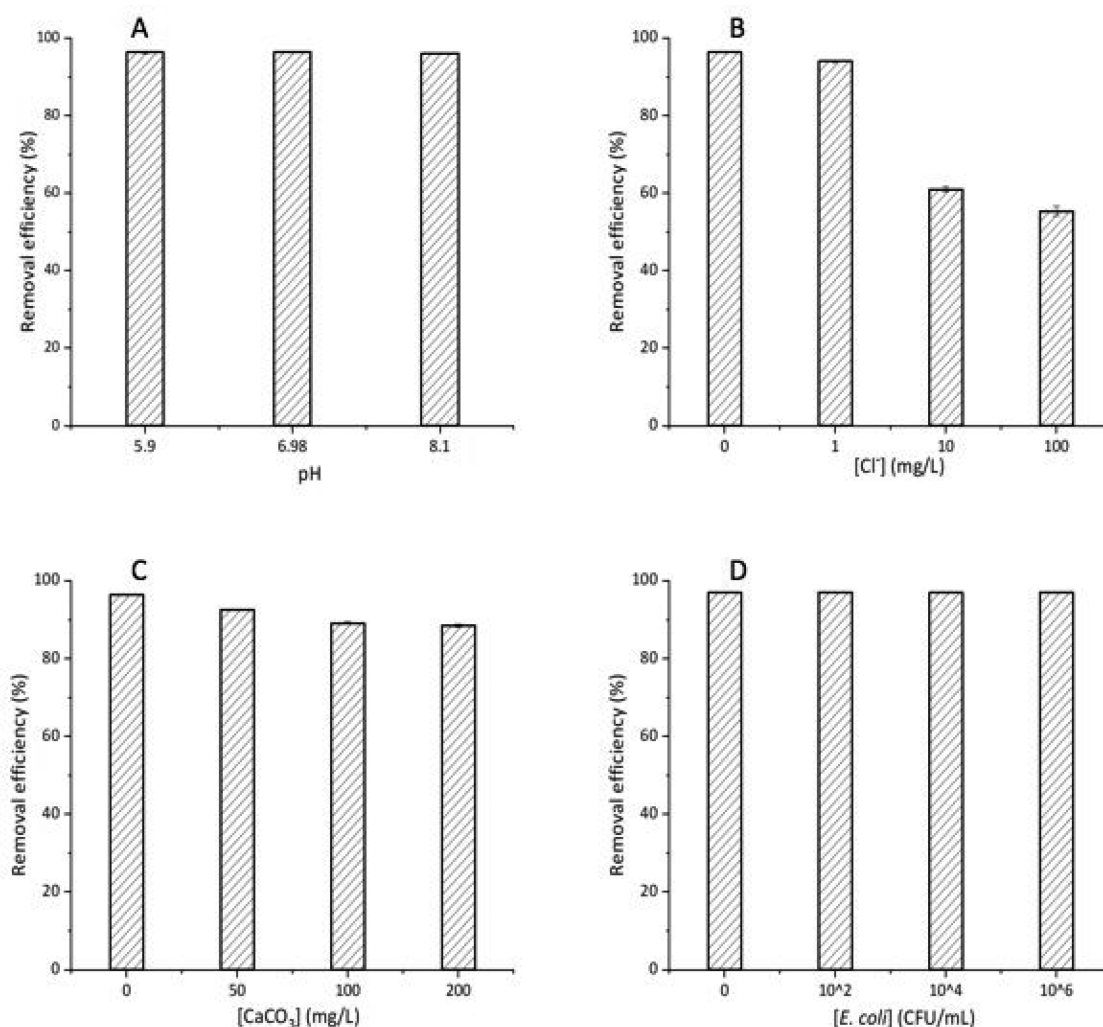 A
Removal efficiency (%)
100
80
60
40
20
0
5.9 6.98 8.1
pH
B
Removal efficiency (%)
100
80
60
40
20
0
0 1 10 100
[Cl⁻] (mg/L)
C
Removal efficiency (%)
100
80
60
40
20
0
0 50 100 200
[CaCO₃] (mg/L)
D
Removal efficiency (%)
100
80
60
40
20
0
0 10^2 10^4 10^6
[E. coli] (CFU/mL)